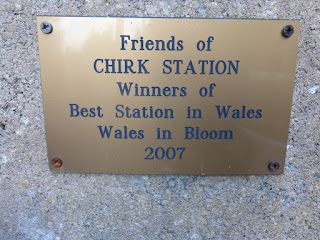 Friends of
CHIRK STATION
Winners of
Best Station in Wales
Wales in Bloom
2007